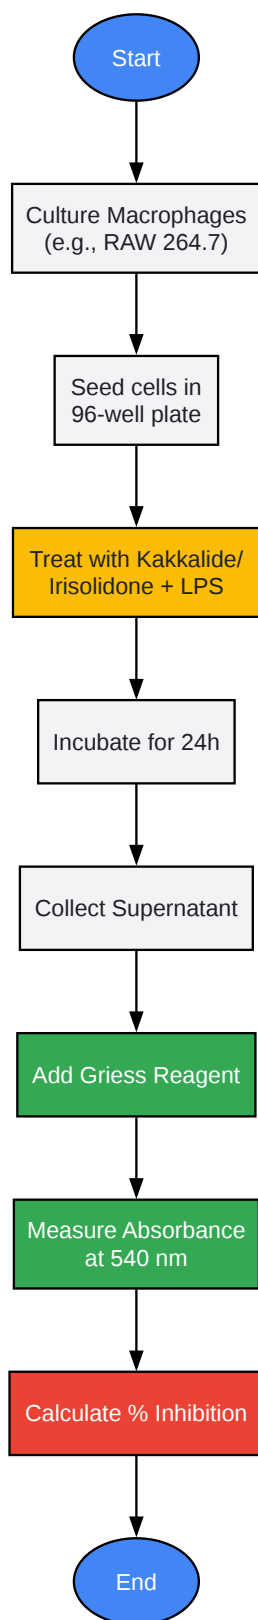 Start
Culture Macrophages
(e.g., RAW 264.7)
Seed cells in
96-well plate
Treat with Kakkalide/
Irisolidone + LPS
Incubate for 24h
Collect Supernatant
Add Griess Reagent
Measure Absorbance
at 540 nm
Calculate % Inhibition
End